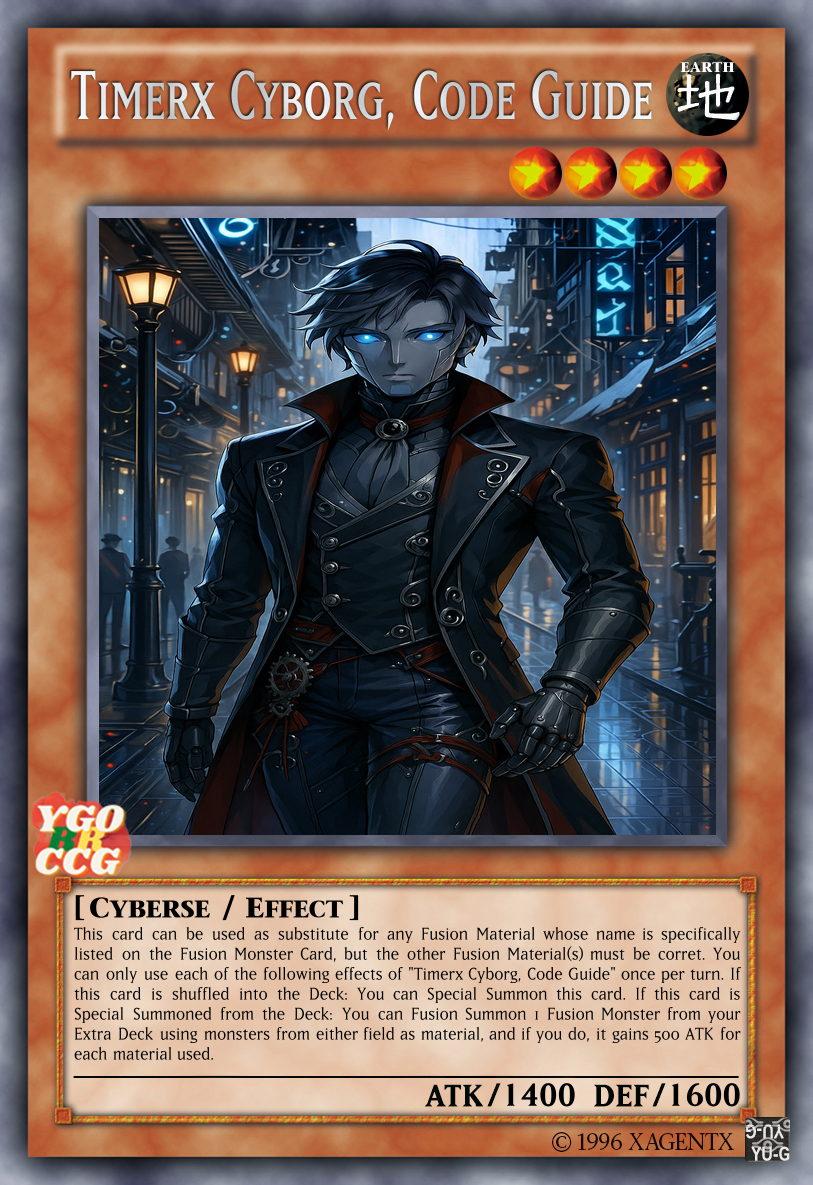 Timerx Cyborg, Code Guide
EARTH
地
YGO
BR
CCG
[ Cyberse / Effect ]
This card can be used as substitute for any Fusion Material whose name is specifically
listed on the Fusion Monster Card, but the other Fusion Material(s) must be corret. You
can only use each of the following effects of "Timerx Cyborg, Code Guide" once per turn. If
this card is shuffled into the Deck: You can Special Summon this card. If this card is
Special Summoned from the Deck: You can Fusion Summon 1 Fusion Monster from your
Extra Deck using monsters from either field as material, and if you do, it gains 500 ATK for
each material used.
ATK/1400 DEF/1600
© 1996 XAGENTX
YU-G